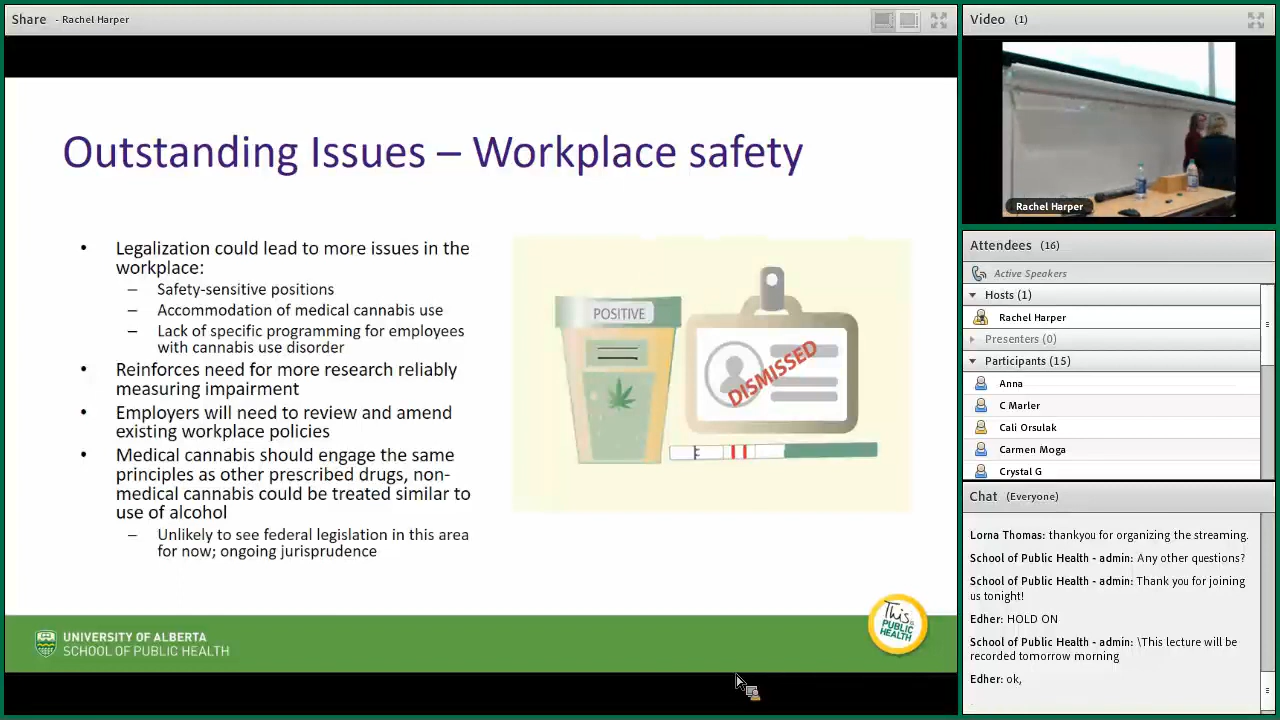 Share - Rachel Harper
Outstanding Issues – Workplace safety
• Legalization could lead to more issues in the
workplace:
– Safety-sensitive positions
– Accommodation of medical cannabis use
– Lack of specific programming for employees
with cannabis use disorder
• Reinforces need for more research reliably
measuring impairment
• Employers will need to review and amend
existing workplace policies
• Medical cannabis should engage the same
principles as other prescribed drugs, non-
medical cannabis could be treated similar to
use of alcohol
– Unlikely to see federal legislation in this area
for now; ongoing jurisprudence
POSITIVE
DISMISSED
UNIVERSITY OF ALBERTA
SCHOOL OF PUBLIC HEALTH
This is
PUBLIC
HEALTH
Video (1)
Rachel Harper
Attendees (16)
Active Speakers
Hosts (1)
Rachel Harper
Presenters (0)
Participants (15)
Anna
C Marler
Cali Orsulak
Carmen Moga
Crystal G
Chat (Everyone)
Lorna Thomas: thankyou for organizing the streaming.
School of Public Health - admin: Any other questions?
School of Public Health - admin: Thank you for joining
us tonight!
Edher: HOLD ON
School of Public Health - admin: \This lecture will be
recorded tomorrow morning
Edher: ok,